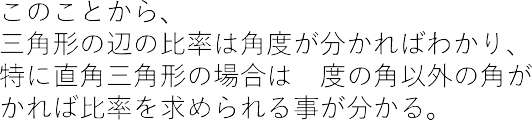 このことから、
三角形の辺の比率は角度が分かればわかり、
特に直角三角形の場合は　度の角以外の角が
かれば比率を求められる事が分かる。